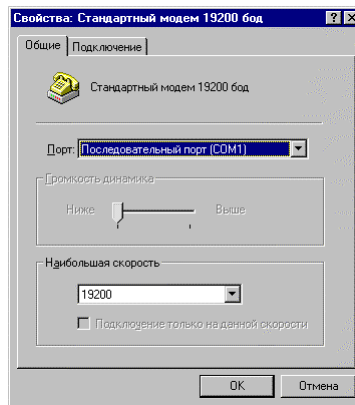 Свойства: Стандартный модем 19200 бод
Общие Подключение
Стандартный модем 19200 бод
Порт: Последовательный порт (COM1)
Громкость динамика
Ниже Выше
Наибольшая скорость
19200
Подключение только на данной скорости
OK Отмена